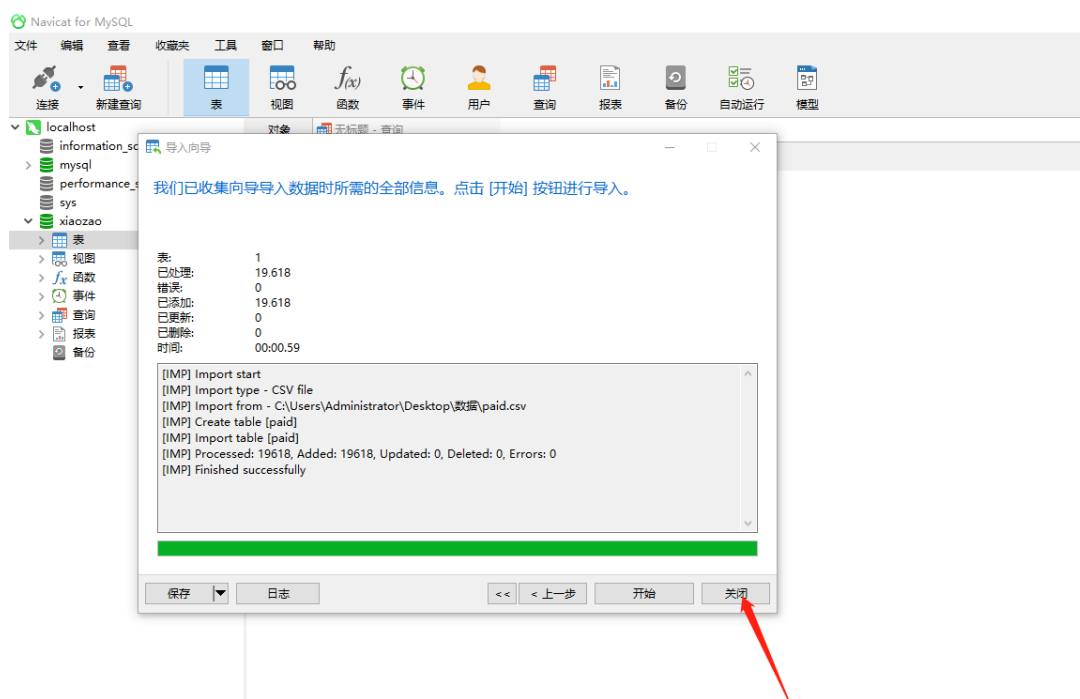 Navicat for MySQL
文件 编辑 查看 收藏夹 工具 窗口 帮助
连接 新建查询 表 视图 函数 事件 用户 查询 报表 备份 自动运行 模型
localhost
对象 无标题 - 查询
information_sc
mysql
performance_s
sys
xiaozao
表
视图
函数
事件
查询
报表
备份
导入向导
我们已收集向导导入数据时所需的全部信息。点击 [开始] 按钮进行导入。
表: 1
已处理: 19.618
错误: 0
已添加: 19.618
已更新: 0
已删除: 0
时间: 00:00.59
[IMP] Import start
[IMP] Import type - CSV file
[IMP] Import from - C:\Users\Administrator\Desktop\数据\paid.csv
[IMP] Create table [paid]
[IMP] Import table [paid]
[IMP] Processed: 19618, Added: 19618, Updated: 0, Deleted: 0, Errors: 0
[IMP] Finished successfully
保存 日志 << < 上一步 开始 关闭